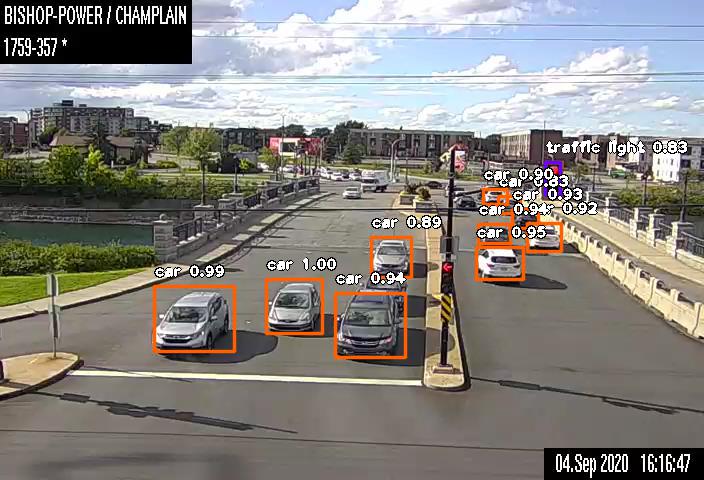 BISHOP-POWER / CHAMPLAIN
1759-357 *
traffic light 0.83
car 0.90
car 0.83
car 0.93
car 0.94
0.92
car 0.95
car 0.89
car 0.99
car 1.00
car 0.94
04.Sep 2020 16:16:47